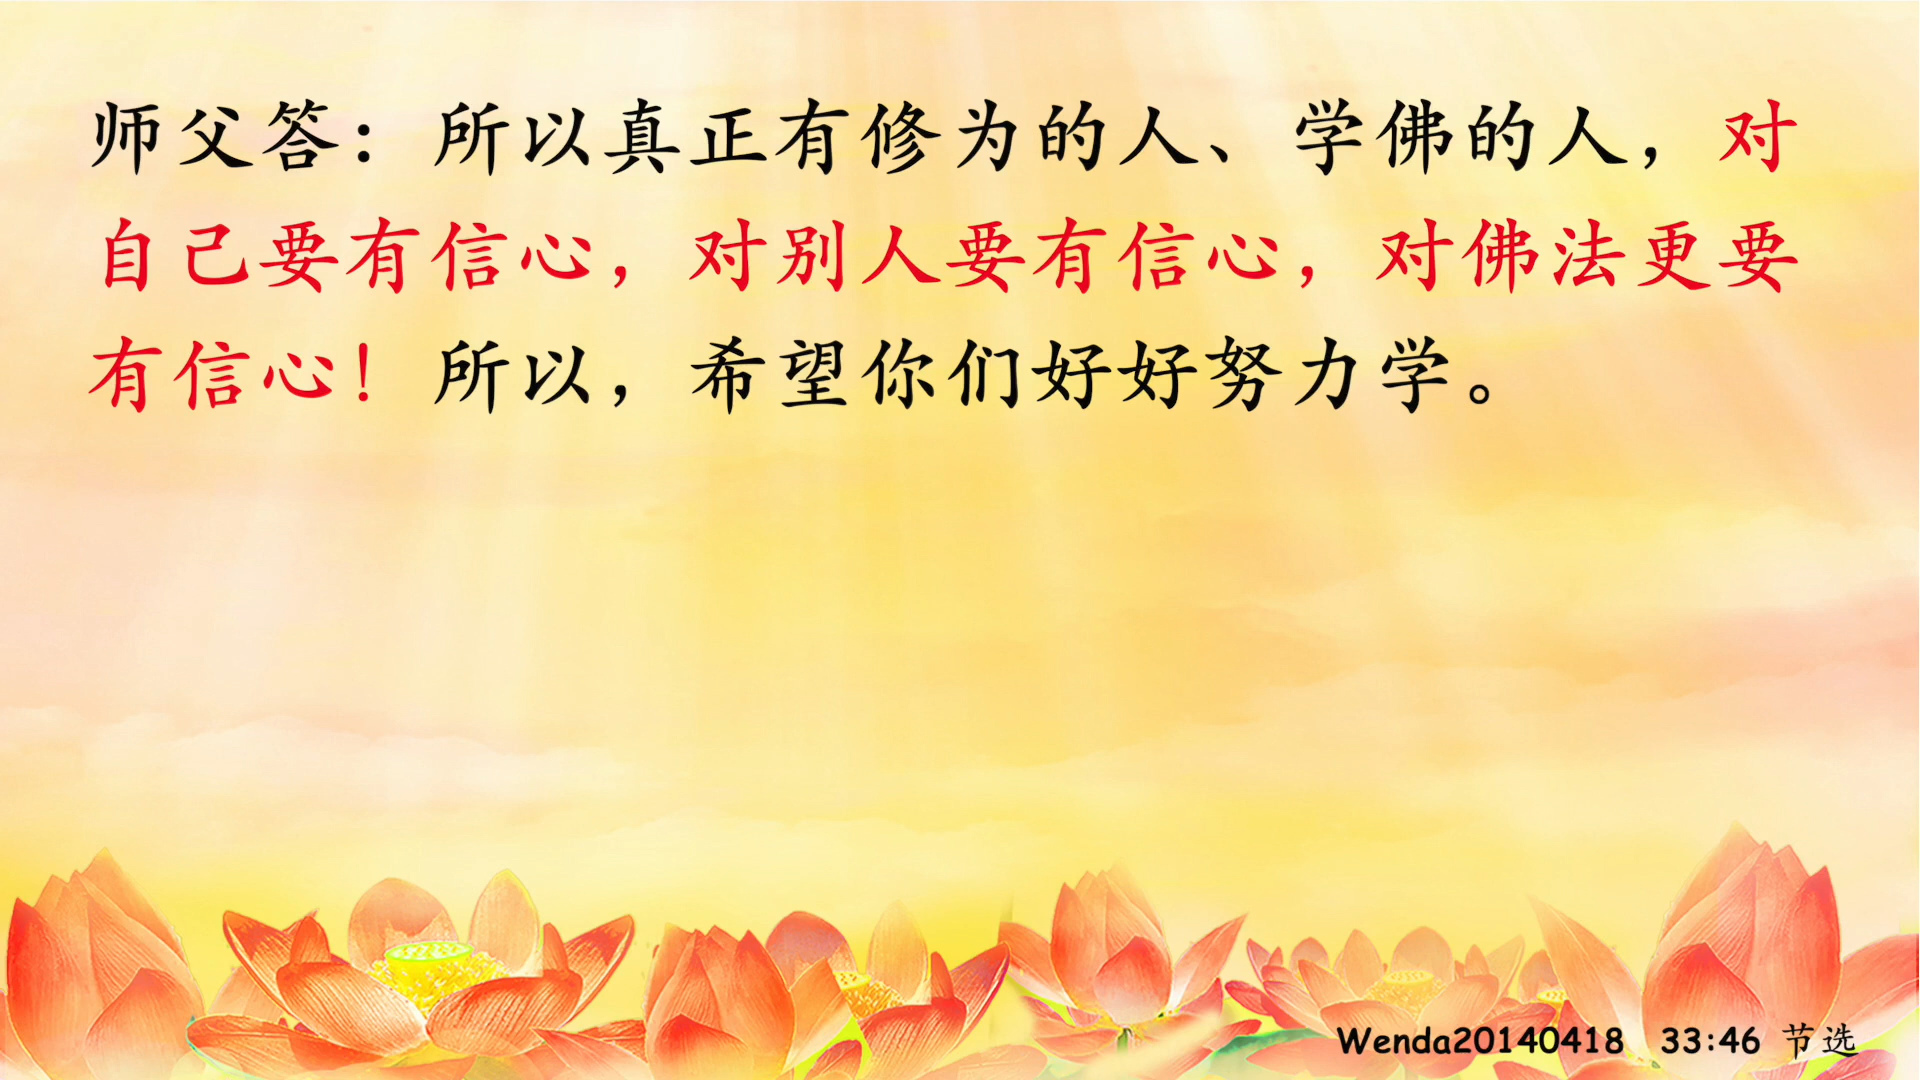 师父答：所以真正有修为的人、学佛的人，对
自己要有信心，对别人要有信心，对佛法更要
有信心！所以，希望你们好好努力学。
Wenda20140418 33:46 节选